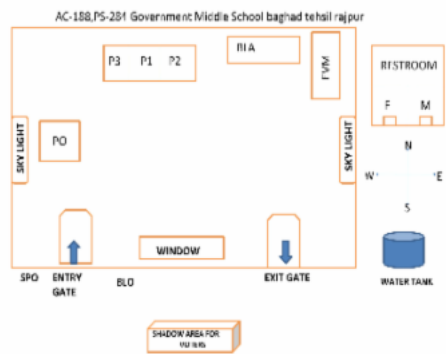 AC-188,PS-284 Government Middle School baghad tehsil rajpur
P3 P1 P2
BLA
EVM
RESTROOM
F M
SKY LIGHT
PO
SKY LIGHT
N
W E
S
WINDOW
SPO
ENTRY
GATE
BLO
EXIT GATE
WATER TANK
SHADOW AREA FOR
VOTERS